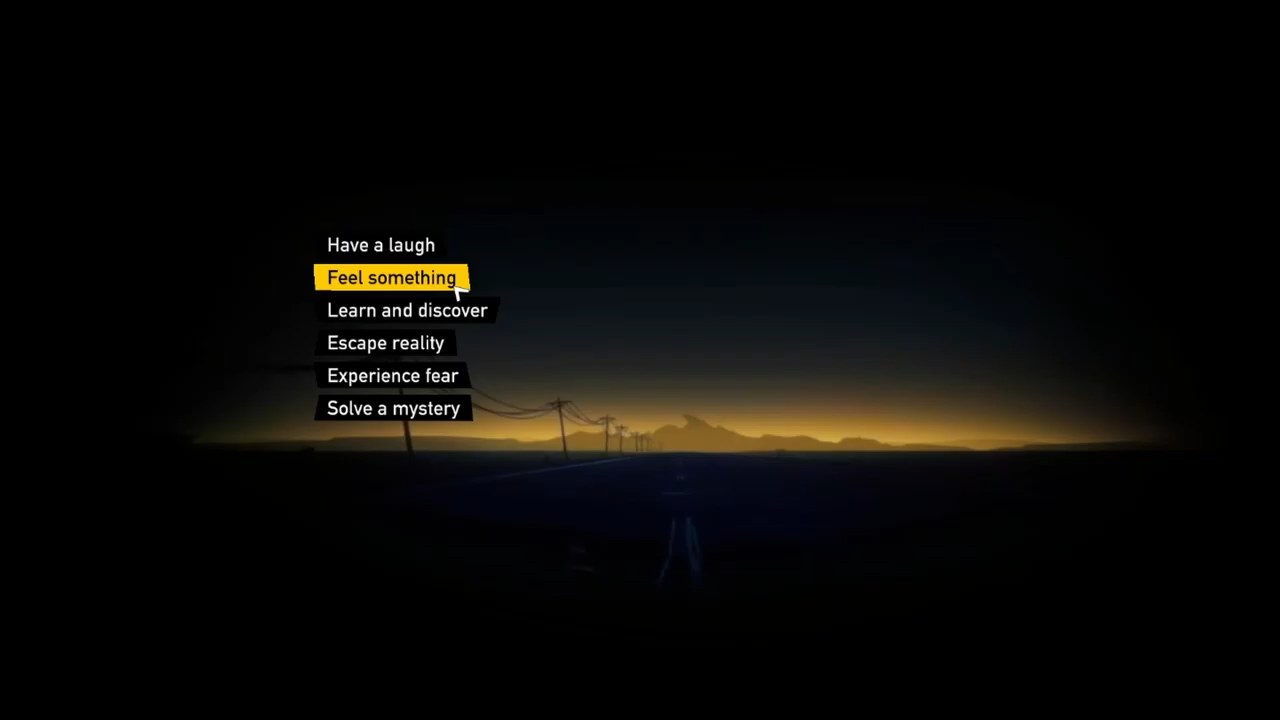 Have a laugh
Feel something
Learn and discover
Escape reality
Experience fear
Solve a mystery